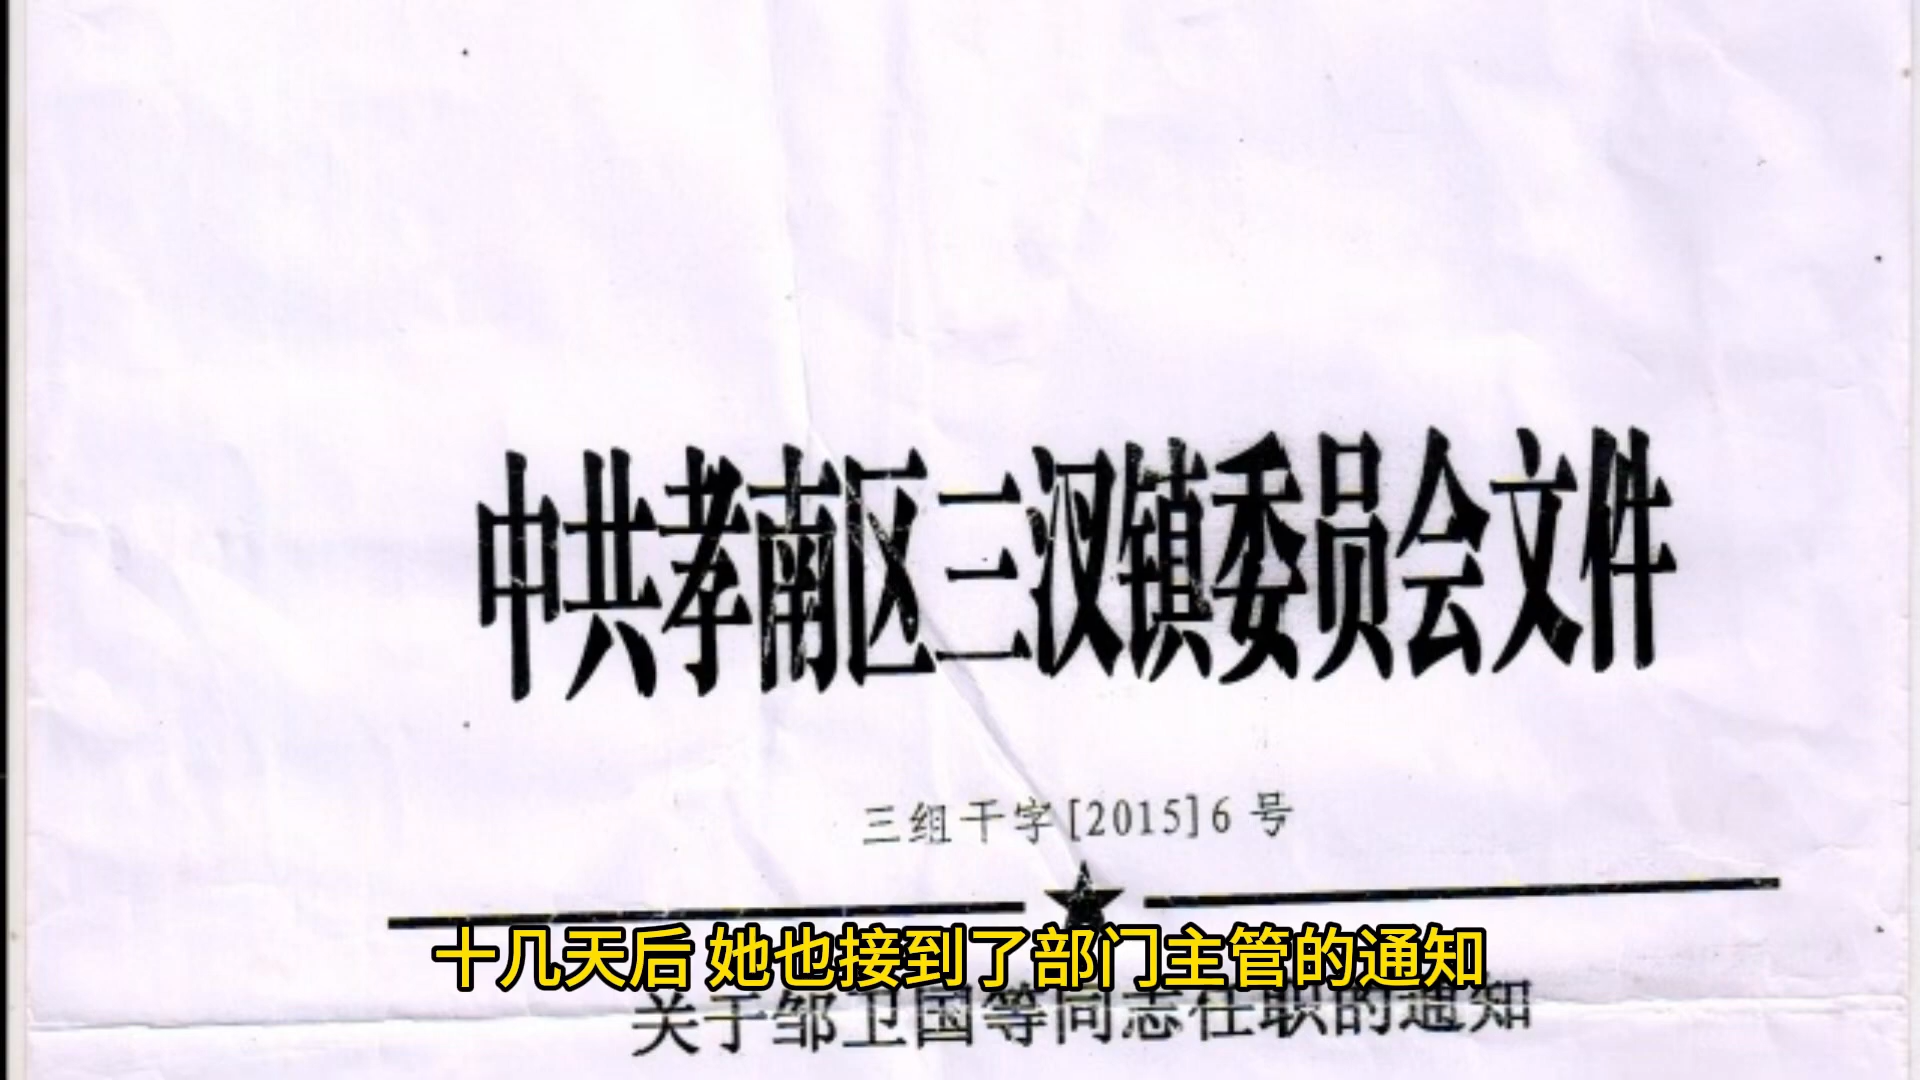 中共孝南区三汊镇委员会文件
三组干字[2015]6 号
十几天后 她也接到了部门主管的通知
关于邹卫国等同志任职的通知